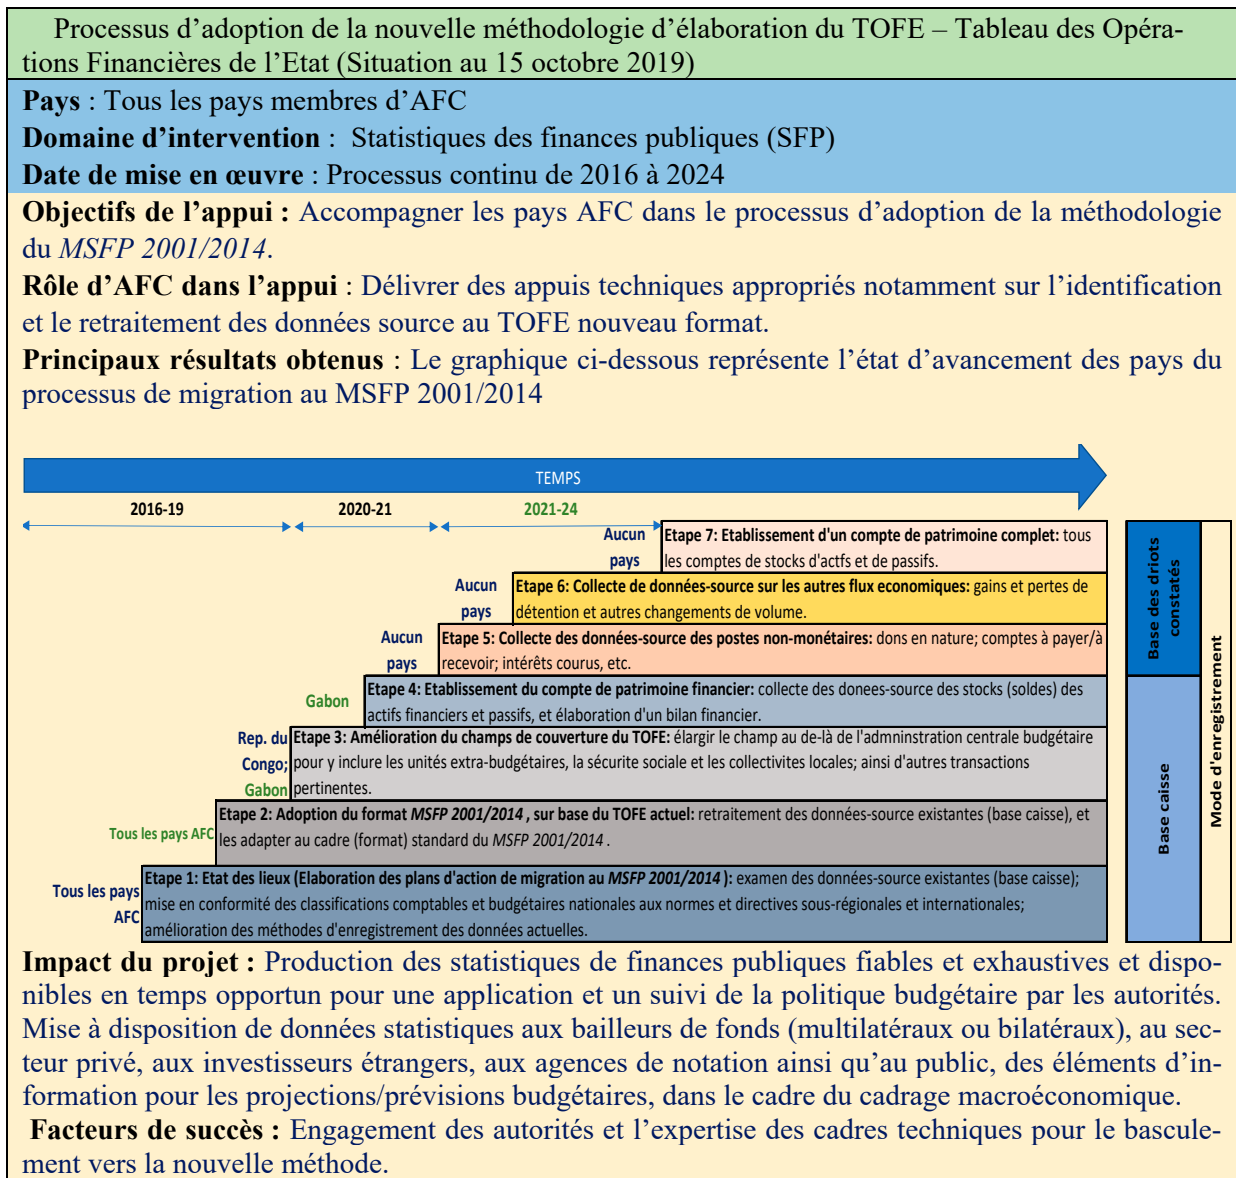 Processus d’adoption de la nouvelle méthodologie d’élaboration du TOFE – Tableau des Opéra-
tions Financières de l’Etat (Situation au 15 octobre 2019)
Pays : Tous les pays membres d’AFC
Domaine d’intervention : Statistiques des finances publiques (SFP)
Date de mise en œuvre : Processus continu de 2016 à 2024
Objectifs de l’appui : Accompagner les pays AFC dans le processus d’adoption de la méthodologie
du MSFP 2001/2014.
Rôle d’AFC dans l’appui : Délivrer des appuis techniques appropriés notamment sur l’identification
et le retraitement des données source au TOFE nouveau format.
Principaux résultats obtenus : Le graphique ci-dessous représente l’état d’avancement des pays du
processus de migration au MSFP 2001/2014
TEMPS
2016-19
2020-21
2021-24
Aucun
pays
Etape 7: Etablissement d'un compte de patrimoine complet: tous
les comptes de stocks d'actfs et de passifs.
Aucun
pays
Etape 6: Collecte de données-source sur les autres flux economiques: gains et pertes de
détention et autres changements de volume.
Aucun
pays
Etape 5: Collecte des données-source des postes non-monétaires: dons en nature; comptes à payer/à
recevoir; intérêts courus, etc.
Gabon
Etape 4: Etablissement du compte de patrimoine financier: collecte des donees-source des stocks (soldes) des
actifs financiers et passifs, et élaboration d'un bilan financier.
Rep. du
Congo;
Gabon
Etape 3: Amélioration du champs de couverture du TOFE: élargir le champ au de-là de l'admninstration centrale budgétaire
pour y inclure les unités extra-budgétaires, la sécurite sociale et les collectivites locales; ainsi d'autres transactions
pertinentes.
Tous les pays AFC
Etape 2: Adoption du format MSFP 2001/2014 , sur base du TOFE actuel: retraitement des données-source existantes (base caisse), et
les adapter au cadre (format) standard du MSFP 2001/2014 .
Tous les pays
AFC
Etape 1: Etat des lieux (Elaboration des plans d'action de migration au MSFP 2001/2014 ): examen des données-source existantes (base caisse);
mise en conformité des classifications comptables et budgétaires nationales aux normes et directives sous-régionales et internationales;
amélioration des méthodes d'enregistrement des données actuelles.
Base des driots
constatés
Base caisse
Mode d'enregistrement
Impact du projet : Production des statistiques de finances publiques fiables et exhaustives et dispo-
nibles en temps opportun pour une application et un suivi de la politique budgétaire par les autorités.
Mise à disposition de données statistiques aux bailleurs de fonds (multilatéraux ou bilatéraux), au sec-
teur privé, aux investisseurs étrangers, aux agences de notation ainsi qu’au public, des éléments d’in-
formation pour les projections/prévisions budgétaires, dans le cadre du cadrage macroéconomique.
Facteurs de succès : Engagement des autorités et l’expertise des cadres techniques pour le bascule-
ment vers la nouvelle méthode.